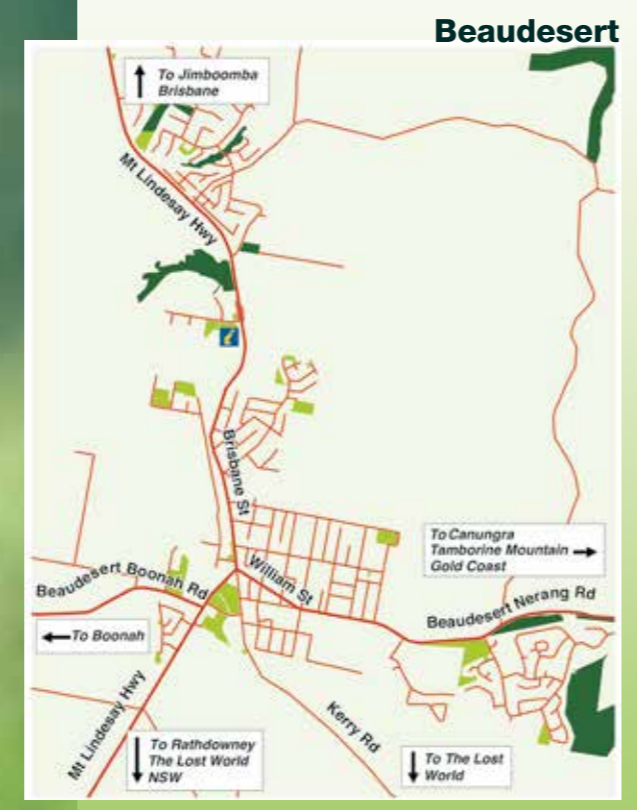 Beaudesert
To Jimboomba
Brisbane
Mt Lindesay Hwy
Brisbane St
To Canungra
Tamborine Mountain
Gold Coast
Beaudesert Boonah Rd
William St
Beaudesert Nerang Rd
To Boonah
Mt Lindesay Hwy
Kerry Rd
To Rathdowney
The Lost World
NSW
To The Lost
World